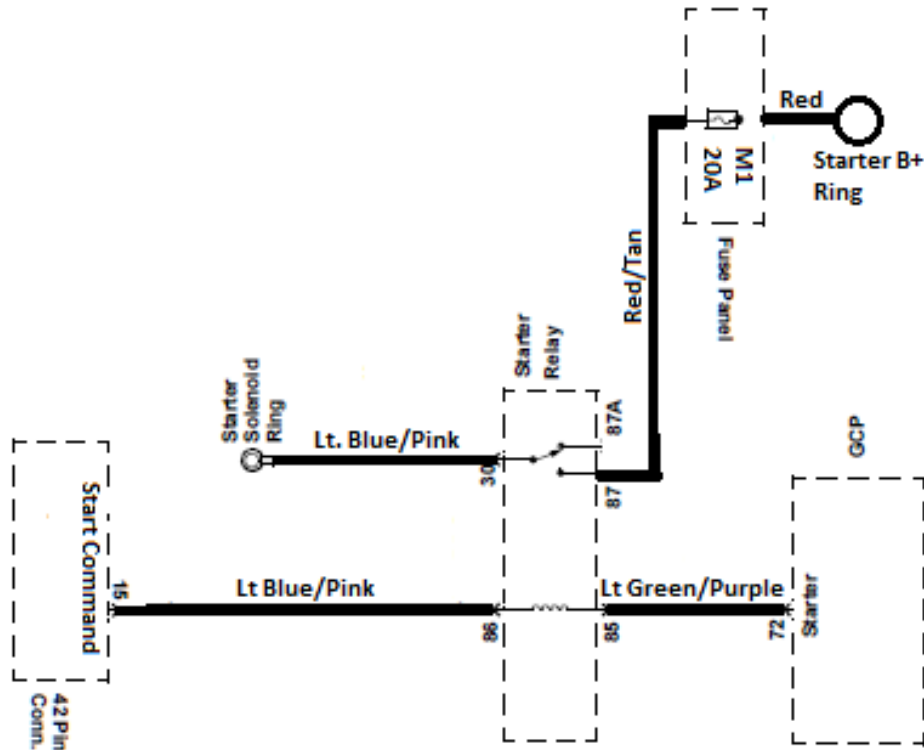 Red
Starter B+
Ring
M1
20A
Fuse Panel
Red/Tan
Starter
Relay
Starter
Solenoid
Ring
Lt. Blue/Pink
30
87A
87
GCP
Start Command
15
Lt Blue/Pink
86
85
Lt Green/Purple
72
Starter
42 Pin
Conn.